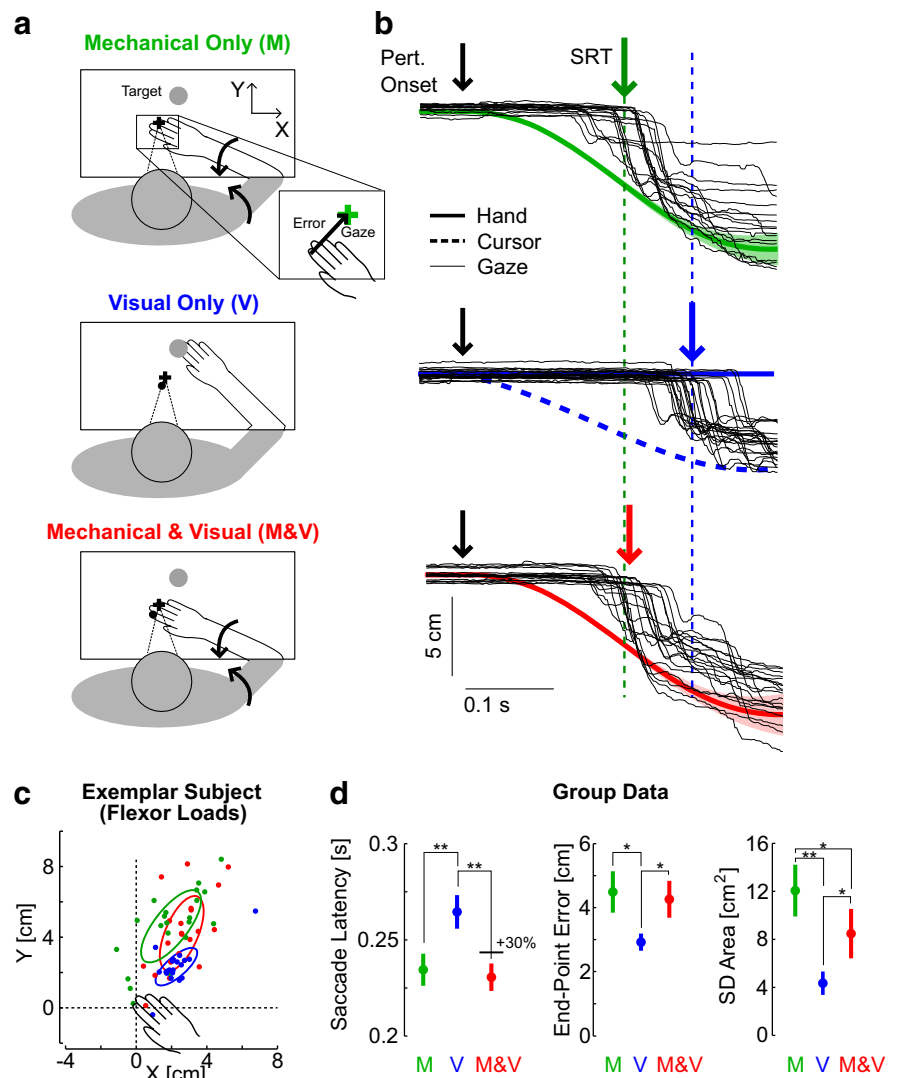 a
Mechanical Only (M)
Target
Y
X
Error
Gaze
Visual Only (V)
Mechanical & Visual (M&V)
b
Pert.
Onset
SRT
Hand
Cursor
Gaze
5 cm
0.1 s
c
Exemplar Subject
(Flexor Loads)
Y [cm]
8
4
0
-4
0
4
8
X [cm]
d
Group Data
Saccade Latency [s]
0.3
0.25
0.2
**
**
+30%
M
V
M&V
End-Point Error [cm]
6
4
2
0
*
*
M
V
M&V
SD Area [cm²]
16
12
8
4
0
*
**
*
M
V
M&V